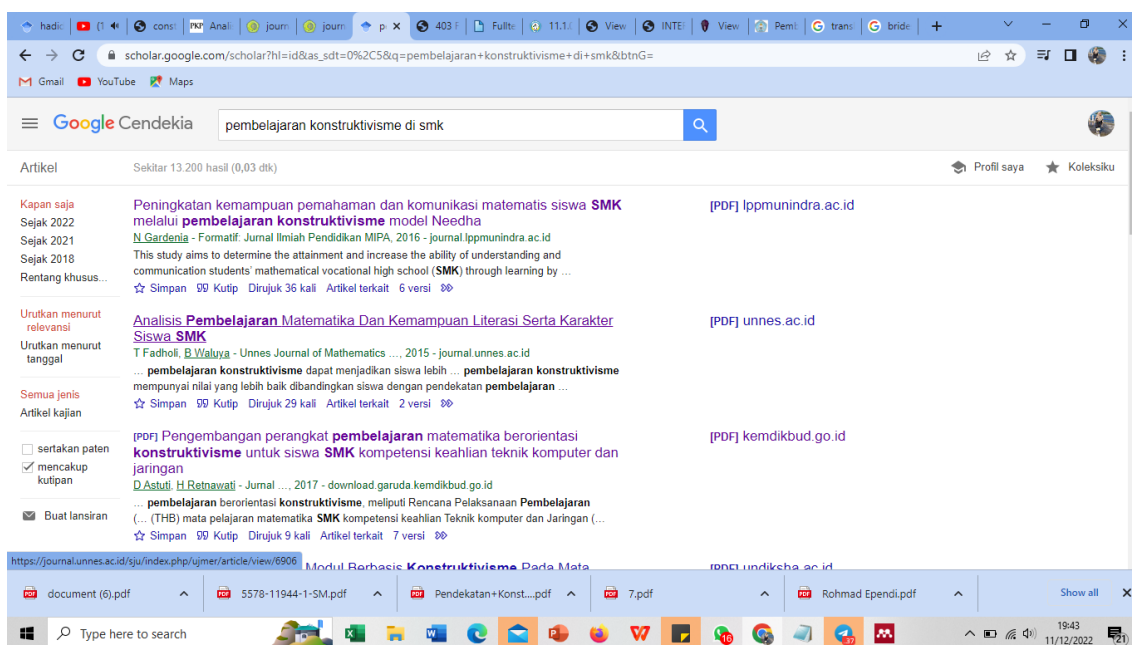 hadic
(1
const
PKP Anali
journ
journ
p
403 F
Fullte
11.1.
View
INTE
View
Pemb
trans
bride
scholar.google.com/scholar?hl=id&as_sdt=0%2C5&q=pembelajaran+konstruktivisme+di+smk&btnG=
Gmail YouTube Maps
Google Cendekia
pembelajaran konstruktivisme di smk
Artikel
Sekitar 13.200 hasil (0,03 dtk)
Profil saya
Koleksiku
Kapan saja
Sejak 2022
Sejak 2021
Sejak 2018
Rentang khusus...
Urutkan menurut
relevansi
Urutkan menurut
tanggal
Semua jenis
Artikel kajian
sertakan paten
mencakup
kutipan
Buat lansiran
Peningkatan kemampuan pemahaman dan komunikasi matematis siswa SMK
melalui pembelajaran konstruktivisme model Needha
N Gardenia - Formatif: Jurnal Ilmiah Pendidikan MIPA, 2016 - journal.lppmunindra.ac.id
This study aims to determine the attainment and increase the ability of understanding and
communication students' mathematical vocational high school (SMK) through learning by ...
Simpan Kutip Dirujuk 36 kali Artikel terkait 6 versi
[PDF] lppmunindra.ac.id
Analisis Pembelajaran Matematika Dan Kemampuan Literasi Serta Karakter
Siswa SMK
T Fadholi, B Waluya - Unnes Journal of Mathematics ..., 2015 - journal.unnes.ac.id
... pembelajaran konstruktivisme dapat menjadikan siswa lebih ... pembelajaran konstruktivisme
mempunyai nilai yang lebih baik dibandingkan siswa dengan pendekatan pembelajaran ...
Simpan Kutip Dirujuk 29 kali Artikel terkait 2 versi
[PDF] unnes.ac.id
[PDF] Pengembangan perangkat pembelajaran matematika berorientasi
konstruktivisme untuk siswa SMK kompetensi keahlian teknik komputer dan
jaringan
D Astuti, H Retnawati - Jurnal ..., 2017 - download.garuda.kemdikbud.go.id
... pembelajaran berorientasi konstruktivisme, meliputi Rencana Pelaksanaan Pembelajaran
(... (THB) mata pelajaran matematika SMK kompetensi keahlian Teknik komputer dan Jaringan (...
Simpan Kutip Dirujuk 9 kali Artikel terkait 7 versi
[PDF] kemdikbud.go.id
Modul Berbasis Konstruktivisme Pada Mata
[PDF] undiksha.ac.id
https://journal.unnes.ac.id/sju/index.php/ujmer/article/view/6906
document (6).pdf
5578-11944-1-SM.pdf
Pendekatan+Konst....pdf
7.pdf
Rohmad Ependi.pdf
Show all
Type here to search
16
37
19:43
11/12/2022
21